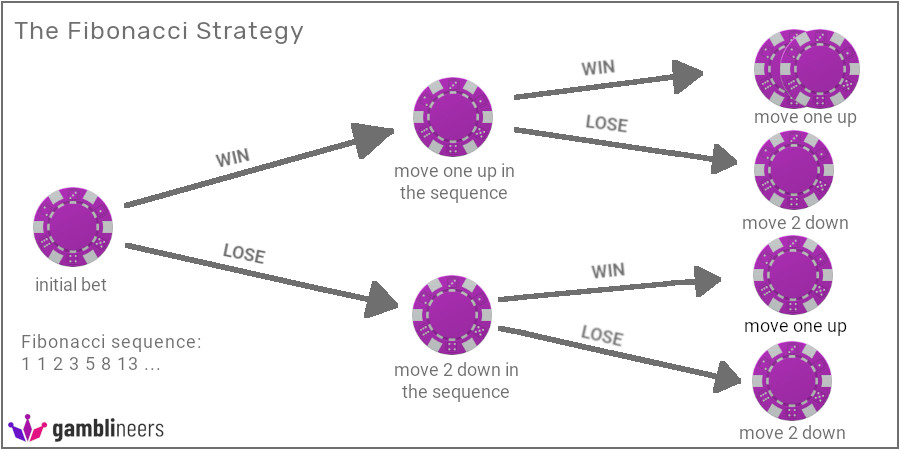 The Fibonacci Strategy
WIN
LOSE
initial bet
Fibonacci sequence:
1 1 2 3 5 8 13 ...
move one up in
the sequence
move 2 down in
the sequence
WIN
LOSE
WIN
LOSE
move one up
move 2 down
move one up
move 2 down
gamblineers